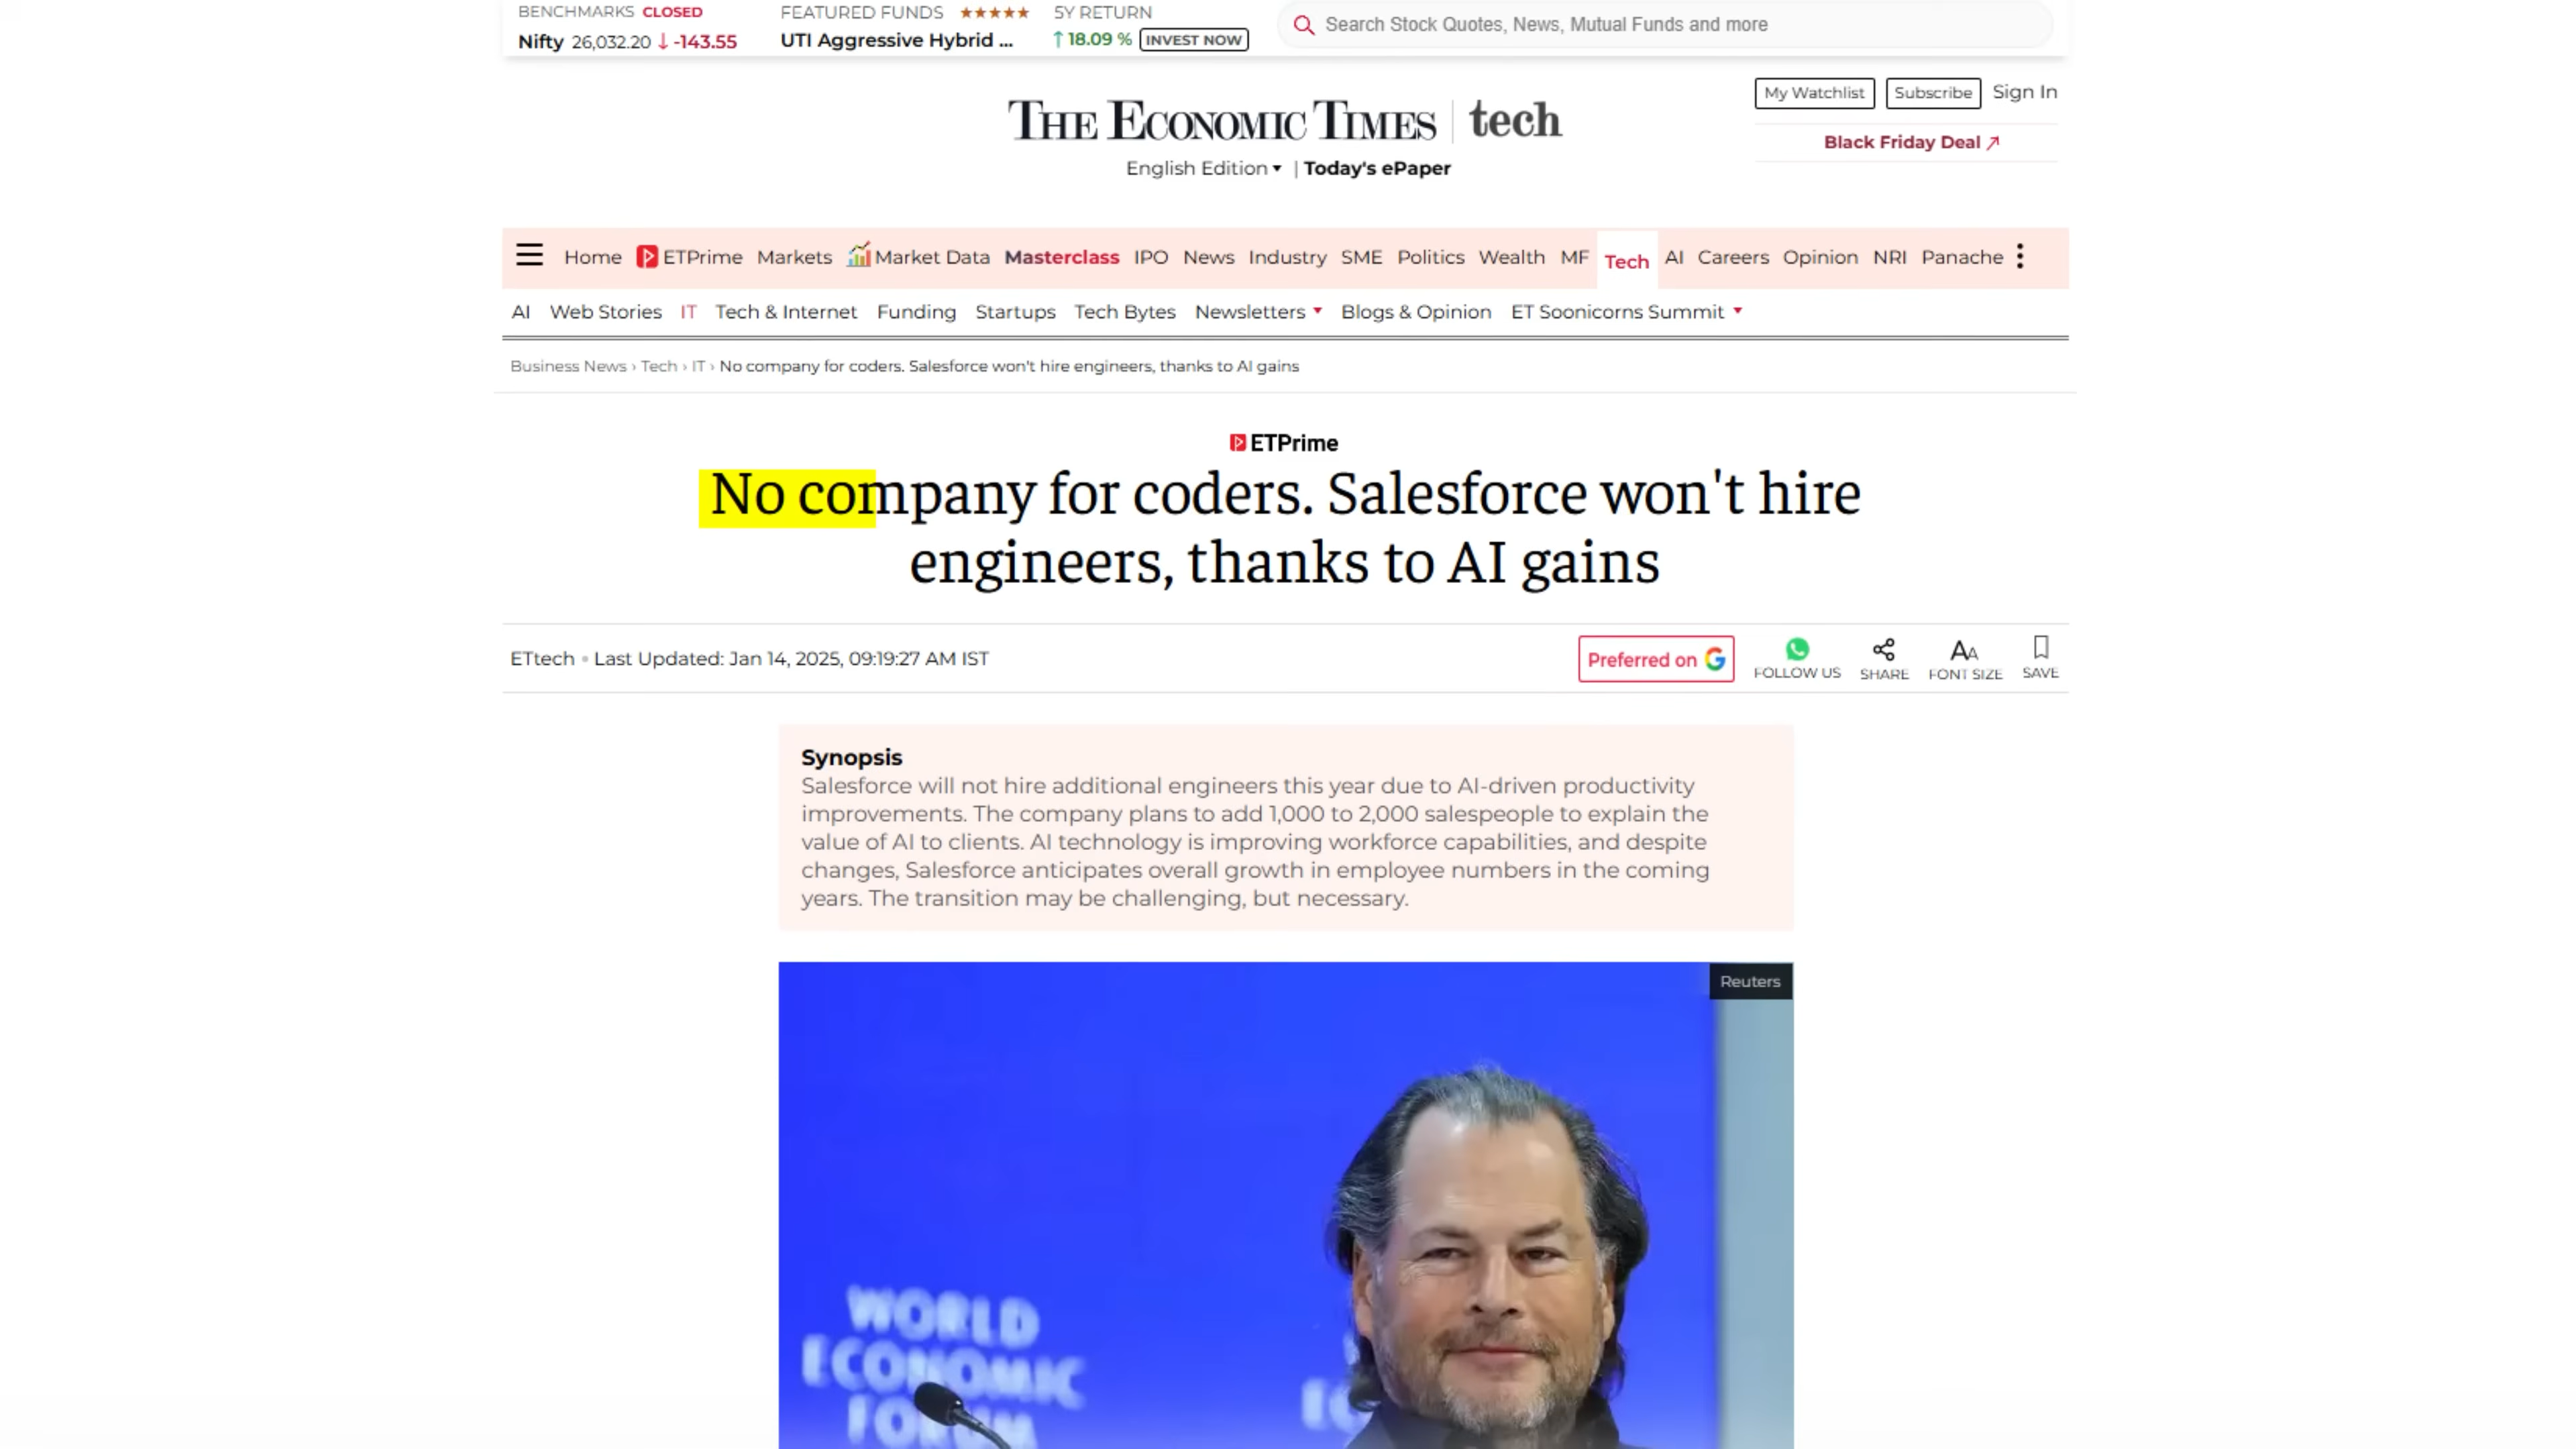 BENCHMARKS CLOSED
Nifty 26,032.20 ↓ -143.55
FEATURED FUNDS ★★★★★
UTI Aggressive Hybrid ...
5Y RETURN
↑ 18.09 % INVEST NOW
Search Stock Quotes, News, Mutual Funds and more
My Watchlist Subscribe Sign In
Black Friday Deal ↗
THE ECONOMIC TIMES | tech
English Edition ▾ | Today's ePaper
Home ETPrime Markets Market Data Masterclass IPO News Industry SME Politics Wealth MF Tech AI Careers Opinion NRI Panache
AI Web Stories IT Tech & Internet Funding Startups Tech Bytes Newsletters ▾ Blogs & Opinion ET Soonicorns Summit ▾
Business News › Tech › IT › No company for coders. Salesforce won't hire engineers, thanks to AI gains
ETPrime
No company for coders. Salesforce won't hire
engineers, thanks to AI gains
ETtech • Last Updated: Jan 14, 2025, 09:19:27 AM IST
Preferred on G
FOLLOW US SHARE FONT SIZE SAVE
Synopsis
Salesforce will not hire additional engineers this year due to AI-driven productivity
improvements. The company plans to add 1,000 to 2,000 salespeople to explain the
value of AI to clients. AI technology is improving workforce capabilities, and despite
changes, Salesforce anticipates overall growth in employee numbers in the coming
years. The transition may be challenging, but necessary.
Reuters
WORLD
ECONOMIC
FORUM